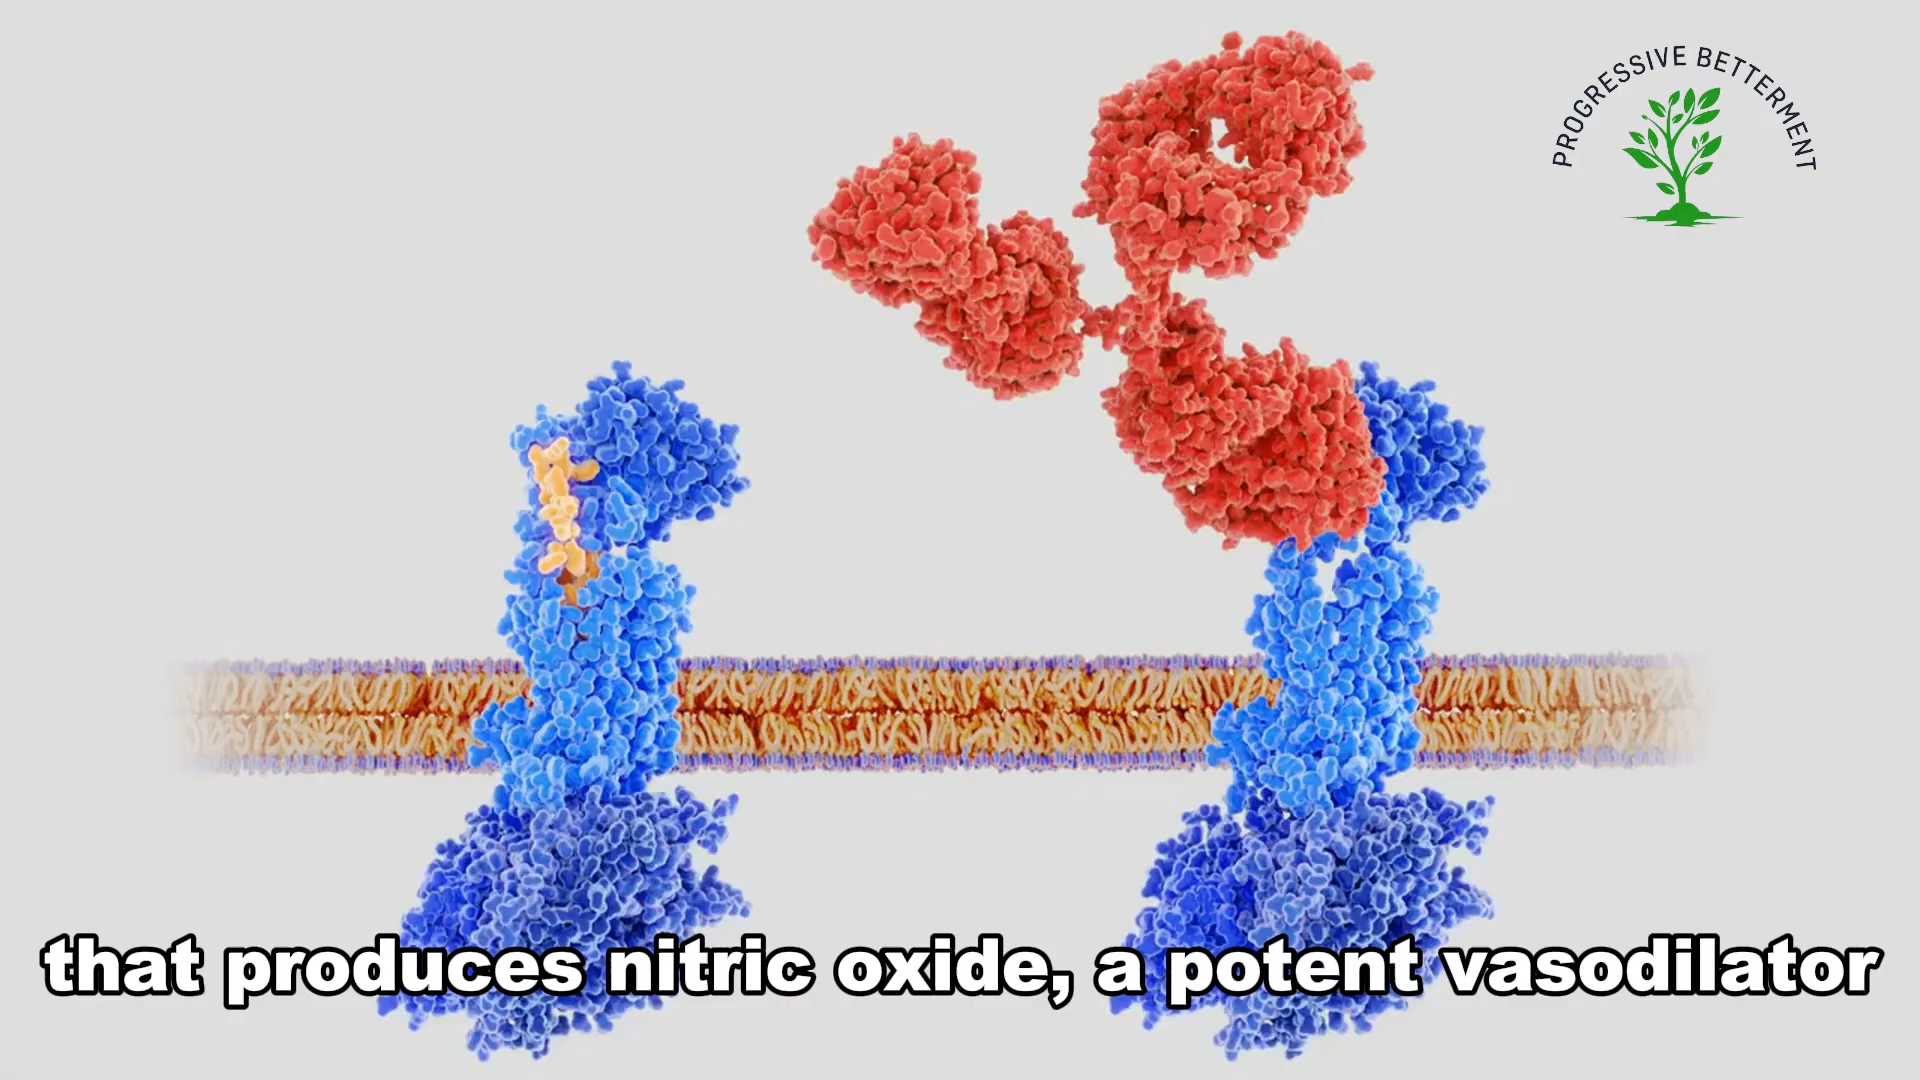 PROGRESSIVE BETTERMENT
that produces nitric oxide, a potent vasodilator